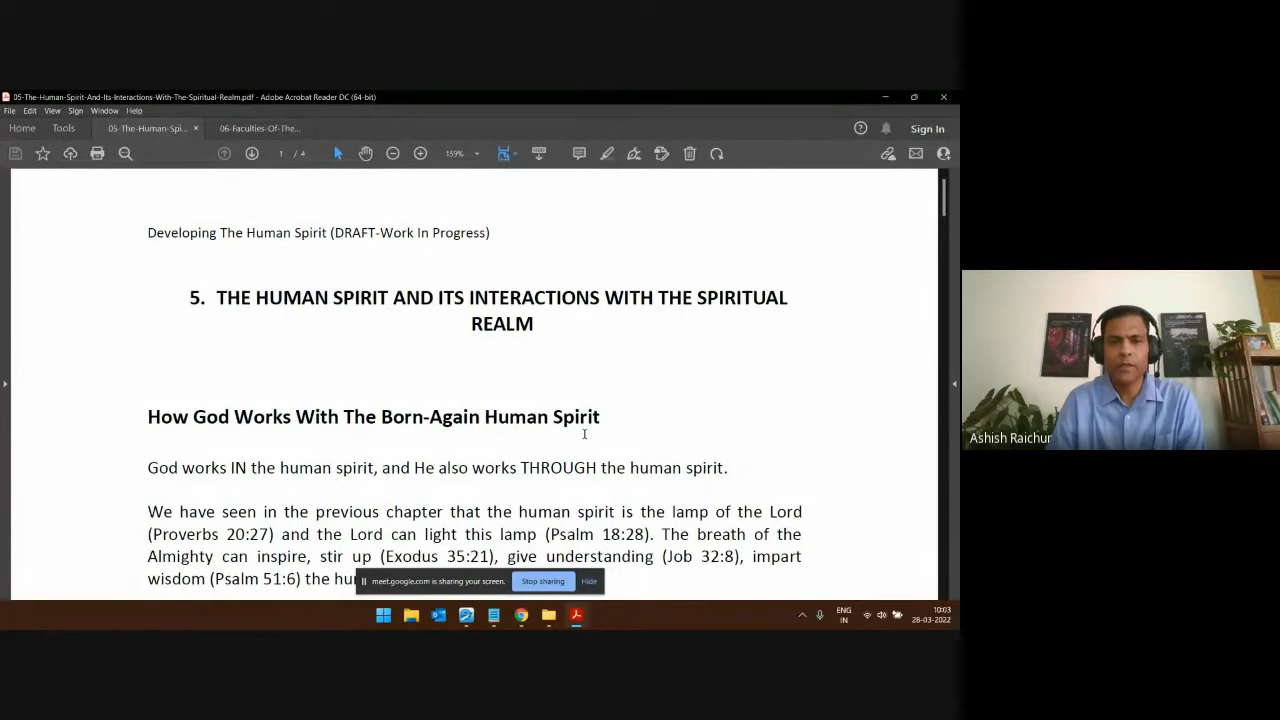 05-The-Human-Spirit-And-Its-Interactions-With-The-Spiritual-Realm.pdf - Adobe Acrobat Reader DC (64-bit)
File Edit View Sign Window Help
Home Tools 05-The-Human-Spi... × 06-Faculties-Of-The... Sign In
1 / 4 159%
Developing The Human Spirit (DRAFT-Work In Progress)
5. THE HUMAN SPIRIT AND ITS INTERACTIONS WITH THE SPIRITUAL
REALM
How God Works With The Born-Again Human Spirit
God works IN the human spirit, and He also works THROUGH the human spirit.
We have seen in the previous chapter that the human spirit is the lamp of the Lord
(Proverbs 20:27) and the Lord can light this lamp (Psalm 18:28). The breath of the
Almighty can inspire, stir up (Exodus 35:21), give understanding (Job 32:8), impart
wisdom (Psalm 51:6) the
meet.google.com is sharing your screen. Stop sharing Hide
Ashish Raichur
ENG
IN
10:03
28-03-2022